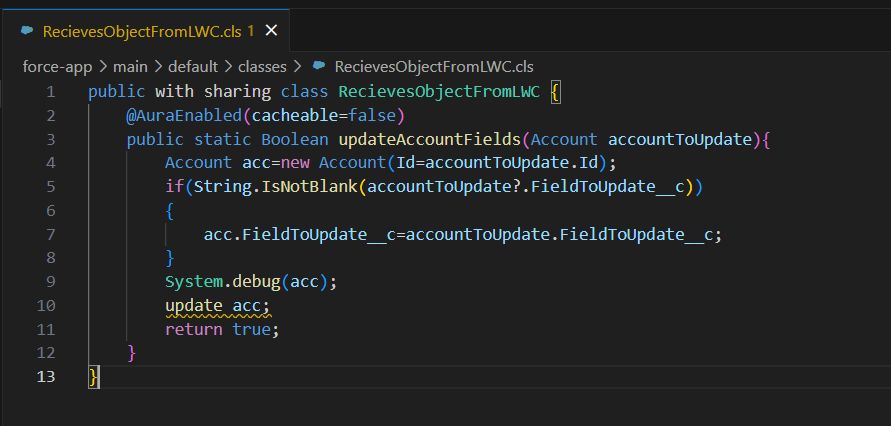 RecievesObjectFromLWC.cls 1 ×
force-app > main > default > classes > RecievesObjectFromLWC.cls
1 public with sharing class RecievesObjectFromLWC {
2     @AuraEnabled(cacheable=false)
3     public static Boolean updateAccountFields(Account accountToUpdate){
4         Account acc=new Account(Id=accountToUpdate.Id);
5         if(String.IsNotBlank(accountToUpdate?.FieldToUpdate__c))
6         {
7             acc.FieldToUpdate__c=accountToUpdate.FieldToUpdate__c;
8         }
9         System.debug(acc);
10         update acc;
11         return true;
12     }
13 }